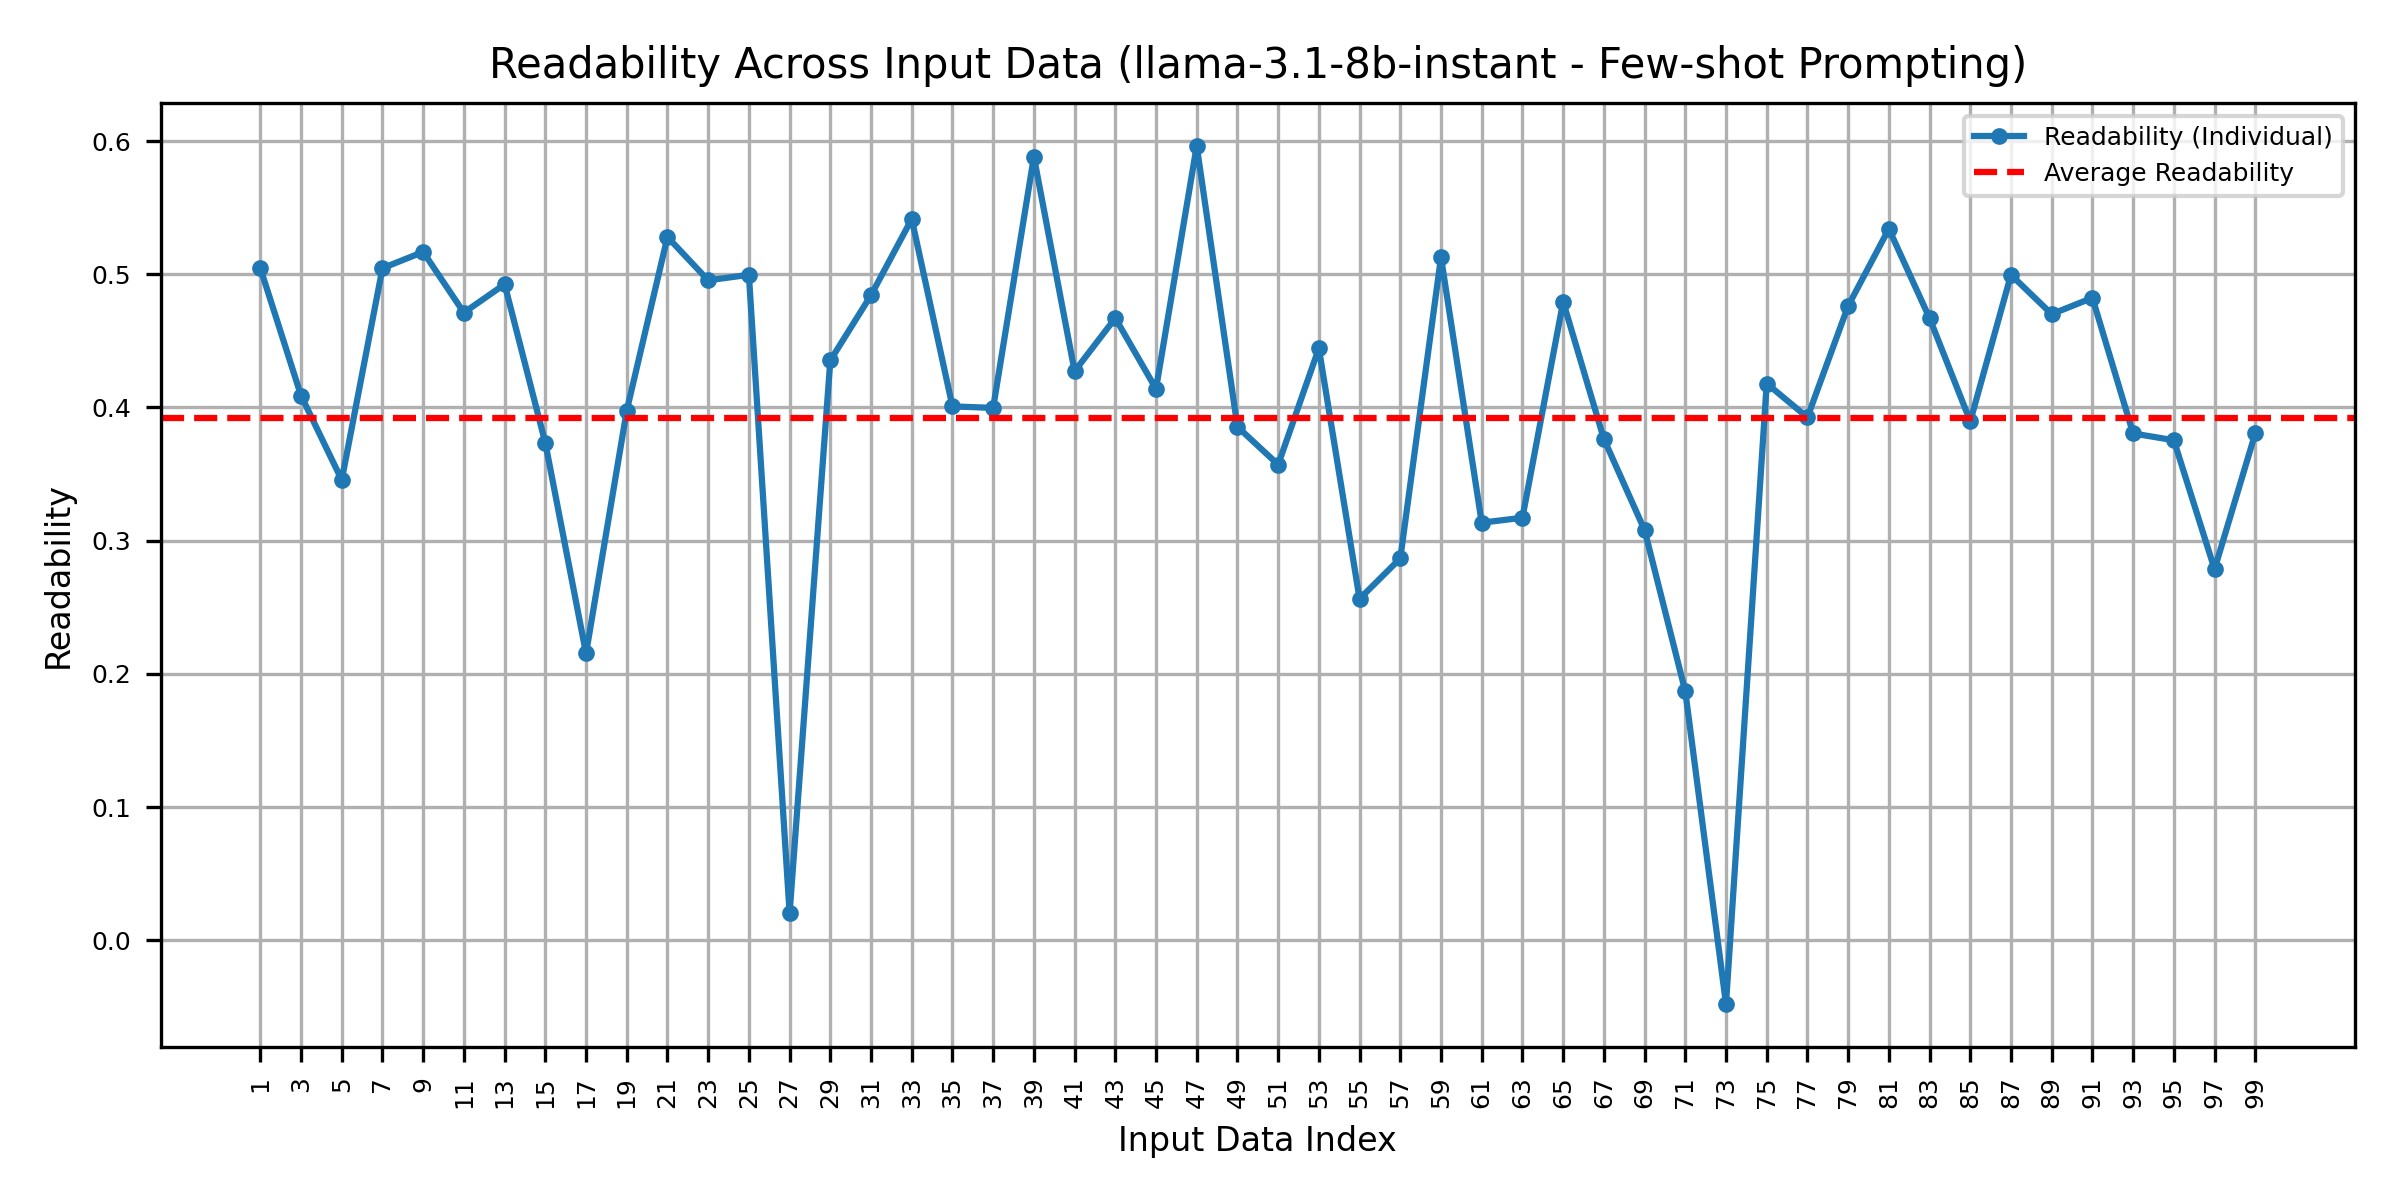 Readability Across Input Data (llama-3.1-8b-instant - Few-shot Prompting)
Readability (Individual)
Average Readability
0.6
0.5
0.4
0.3
0.2
0.1
0.0
Readability
1 3 5 7 9 11 13 15 17 19 21 23 25 27 29 31 33 35 37 39 41 43 45 47 49 51 53 55 57 59 61 63 65 67 69 71 73 75 77 79 81 83 85 87 89 91 93 95 97 99
Input Data Index